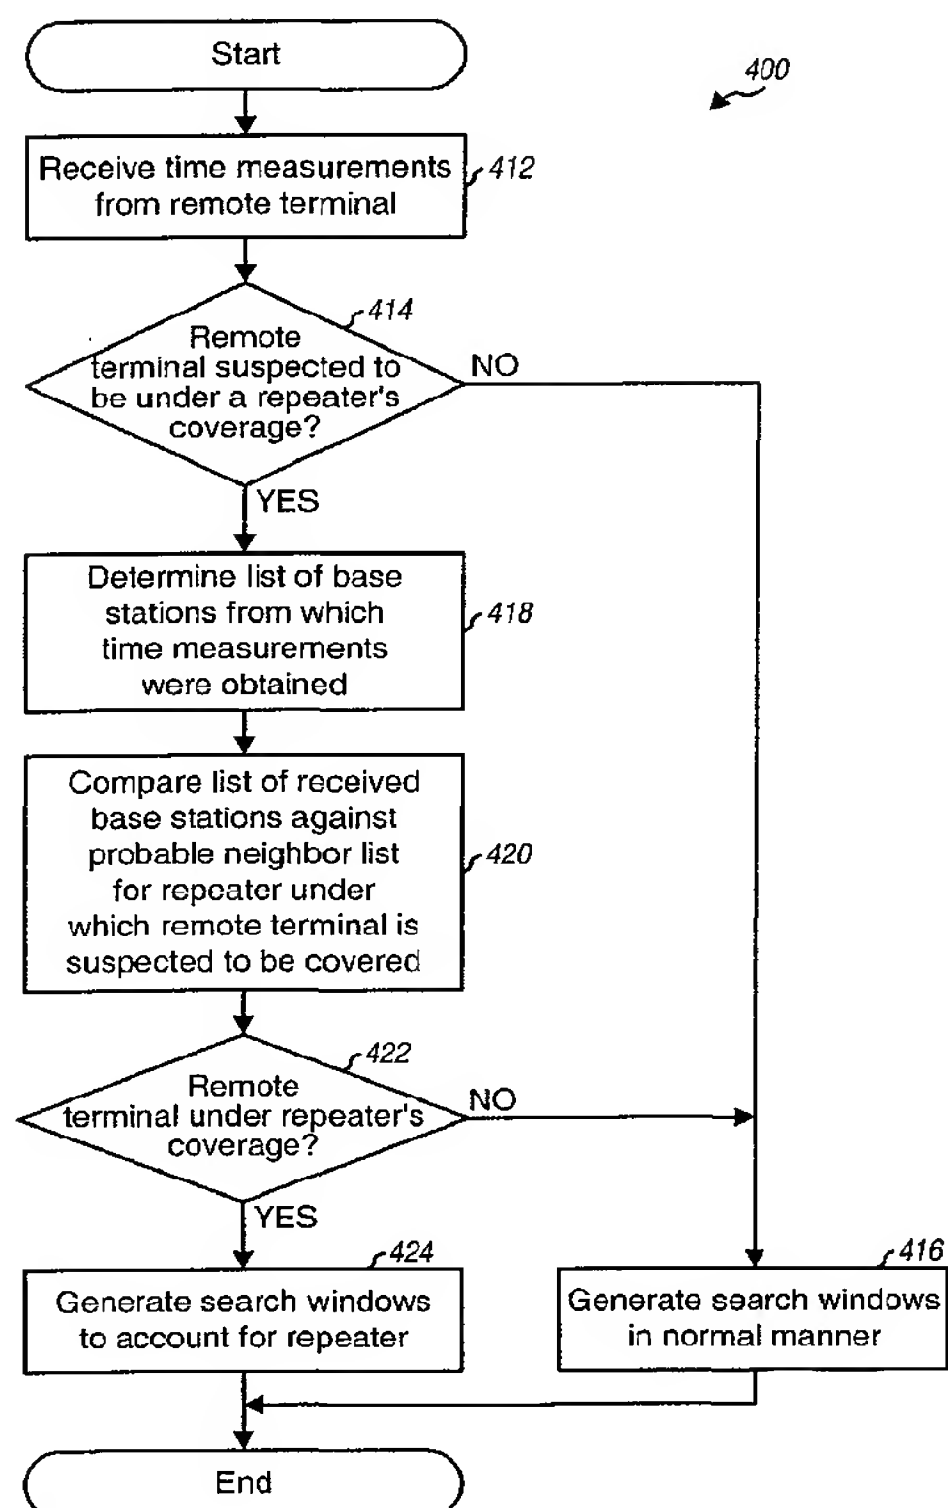 Start
400
Receive time measurements
from remote terminal
412
414
Remote
terminal suspected to
be under a repeater's
coverage?
NO
YES
Determine list of base
stations from which
time measurements
were obtained
418
Compare list of received
base stations against
probable neighbor list
for repeater under
which remote terminal is
suspected to be covered
420
422
Remote
terminal under repeater's
coverage?
NO
YES
424
Generate search windows
to account for repeater
416
Generate search windows
in normal manner
End